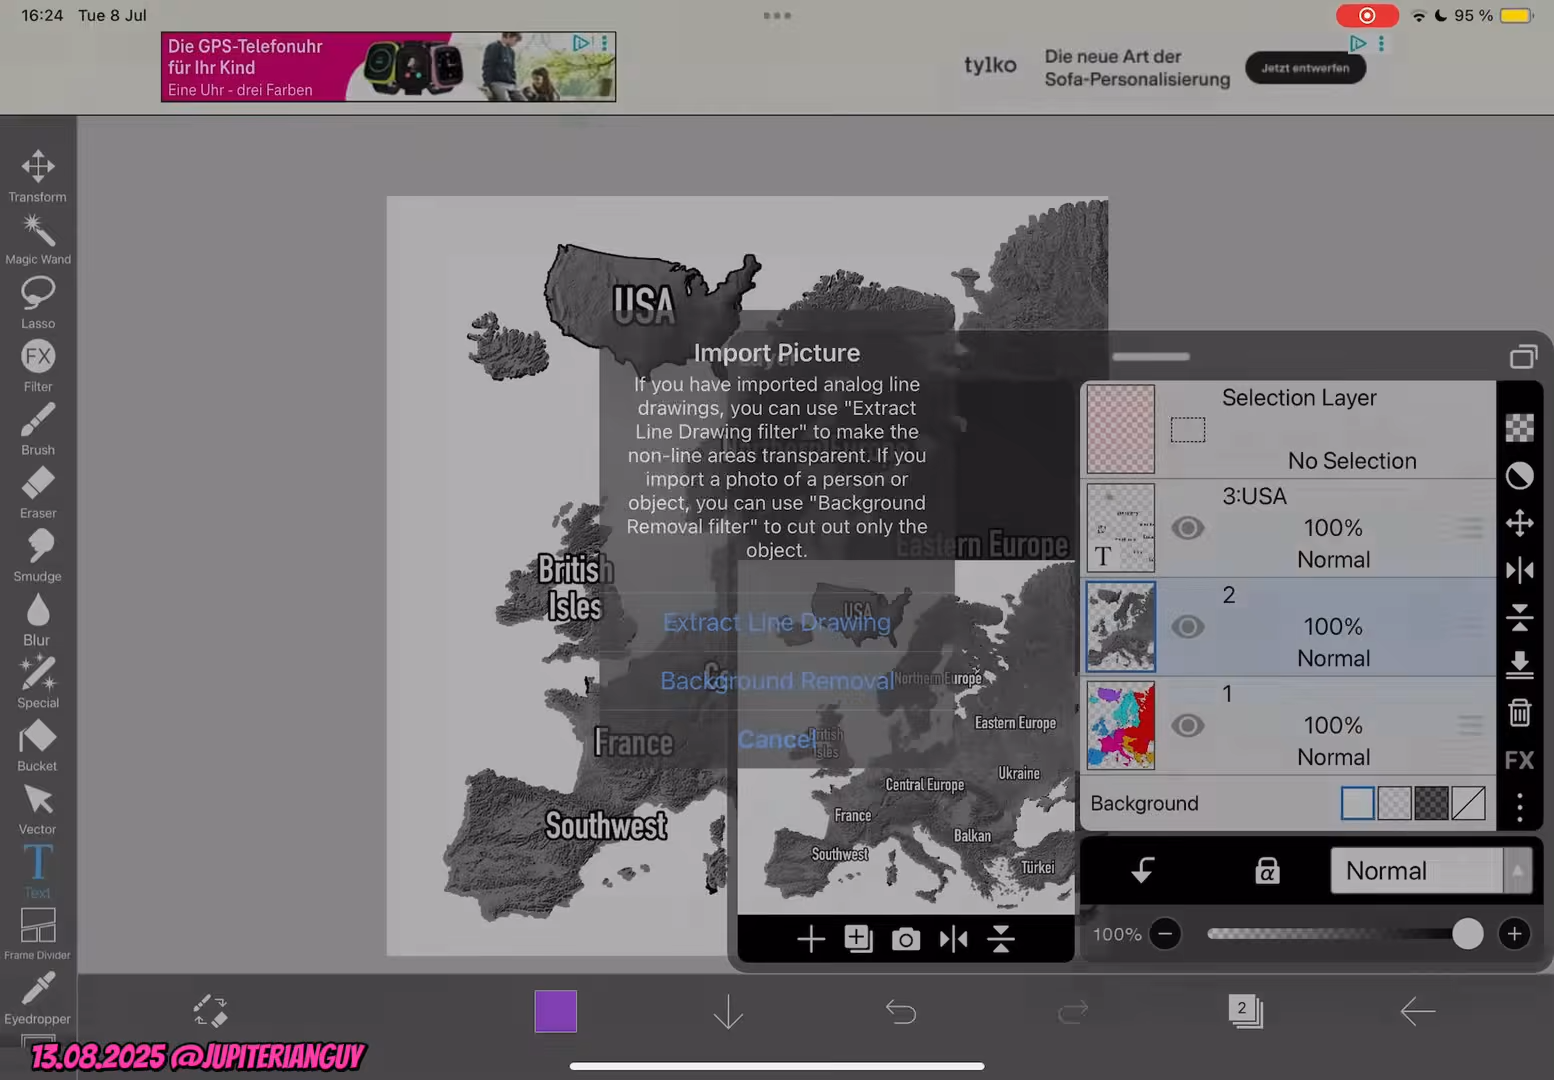 16:24 Tue 8 Jul
95 %
Die GPS-Telefonuhr
für Ihr Kind
Eine Uhr - drei Farben
tylko
Die neue Art der
Sofa-Personalisierung
Jetzt entwerfen
Transform
Magic Wand
Lasso
FX
Filter
Brush
Eraser
Smudge
Blur
Special
Bucket
Vector
T
Text
Frame Divider
Eyedropper
USA
British
Isles
France
Southwest
Eastern Europe
Import Picture
If you have imported analog line
drawings, you can use "Extract
Line Drawing filter" to make the
non-line areas transparent. If you
import a photo of a person or
object, you can use "Background
Removal filter" to cut out only the
object.
Extract Line Drawing
Background Removal
Cancel
USA
Northern Europe
Eastern Europe
British
Isles
Ukraine
Central Europe
France
Balkan
Southwest
Türkei
Selection Layer
No Selection
3:USA
100%
Normal
T
2
100%
Normal
1
100%
Normal
Background
FX
α
Normal
100%
2
13.08.2025 @JUPITERIANGUY